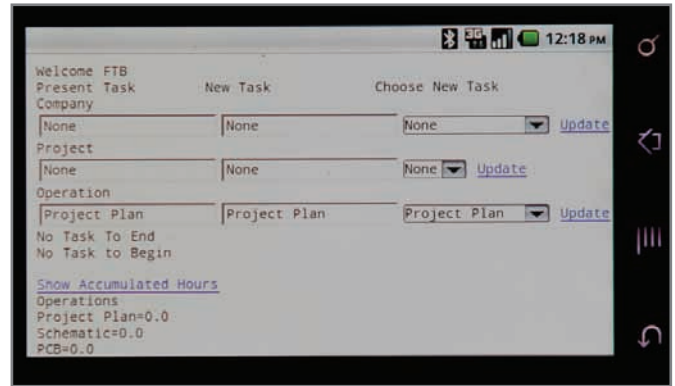 3G
12:18 PM
Welcome FTB
Present Task New Task Choose New Task
Company
None None None Update
Project
None None None Update
Operation
Project Plan Project Plan Project Plan Update
No Task To End
No Task to Begin
Show Accumulated Hours
Operations
Project Plan=0.0
Schematic=0.0
PCB=0.0